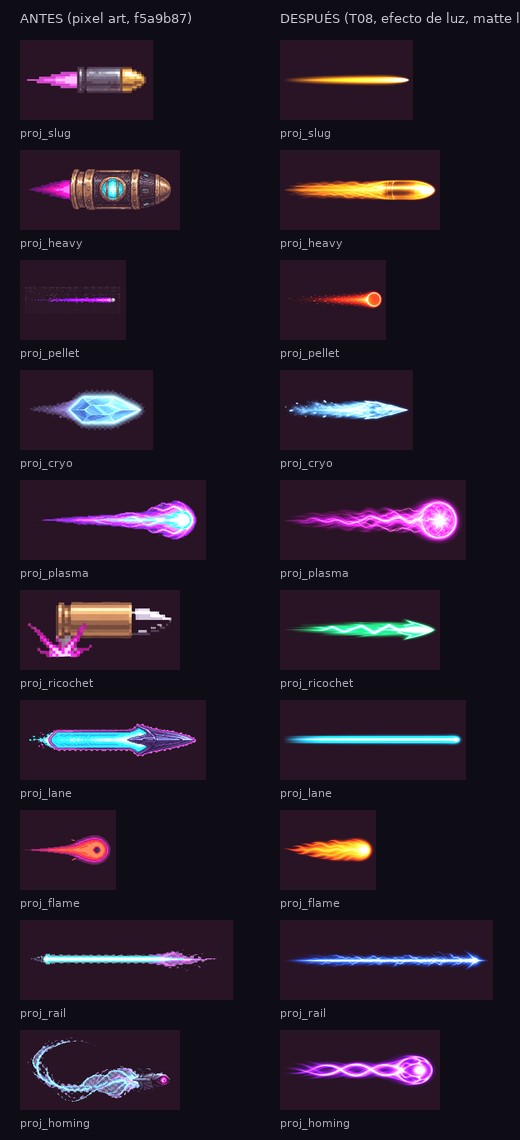 ANTES (pixel art, f5a9b87)
DESPUÉS (T08, efecto de luz, matte l
proj_slug
proj_slug
proj_heavy
proj_heavy
proj_pellet
proj_pellet
proj_cryo
proj_cryo
proj_plasma
proj_plasma
proj_ricochet
proj_ricochet
proj_lane
proj_lane
proj_flame
proj_flame
proj_rail
proj_rail
proj_homing
proj_homing